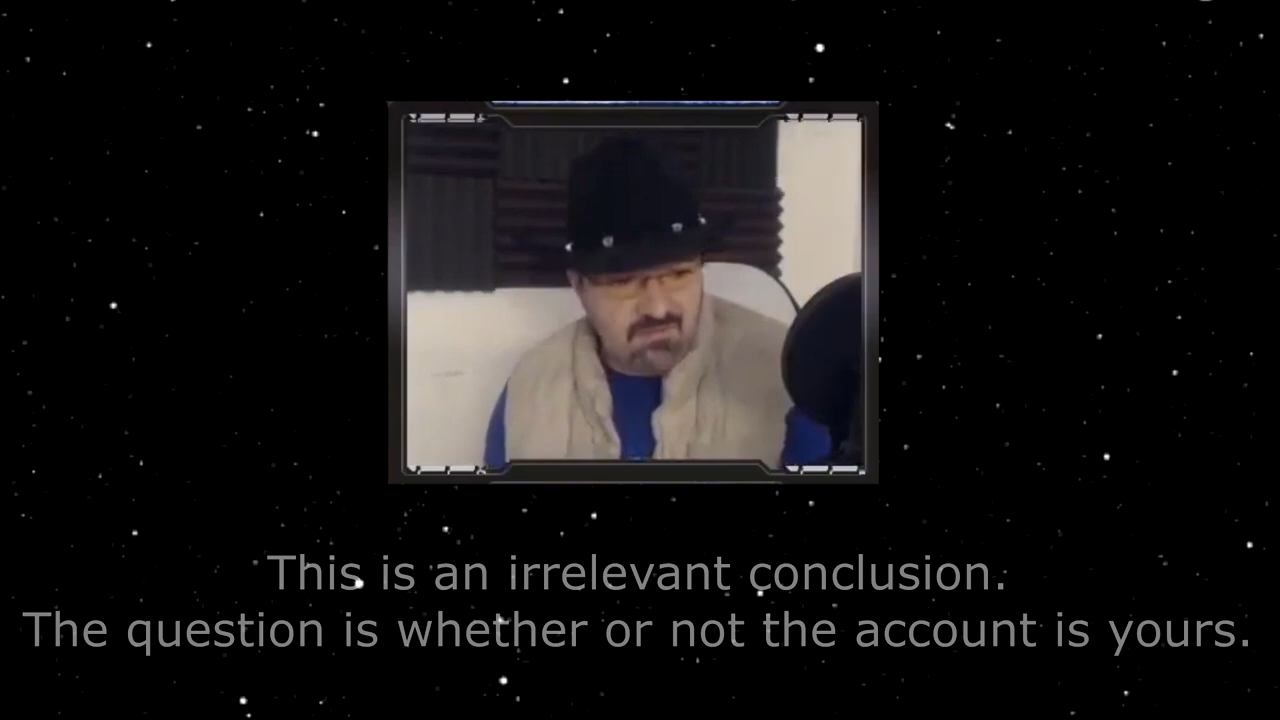 This is an irrelevant conclusion.
The question is whether or not the account is yours.